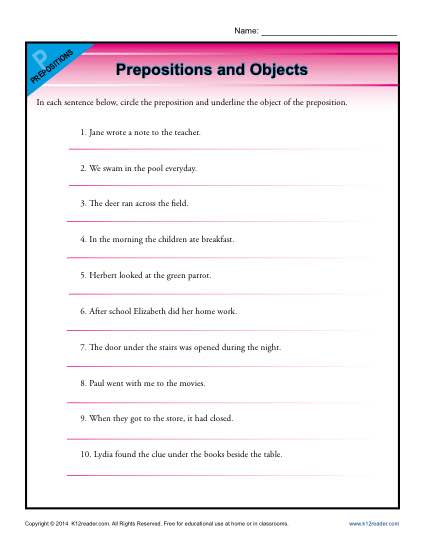 Name:
P
PREPOSITIONS
Prepositions and Objects
In each sentence below, circle the preposition and underline the object of the preposition.
1. Jane wrote a note to the teacher.
2. We swam in the pool everyday.
3. The deer ran across the field.
4. In the morning the children ate breakfast.
5. Herbert looked at the green parrot.
6. After school Elizabeth did her home work.
7. The door under the stairs was opened during the night.
8. Paul went with me to the movies.
9. When they got to the store, it had closed.
10. Lydia found the clue under the books beside the table.
Copyright © 2014 K12reader.com. All Rights Reserved. Free for educational use at home or in classrooms. www.k12reader.com